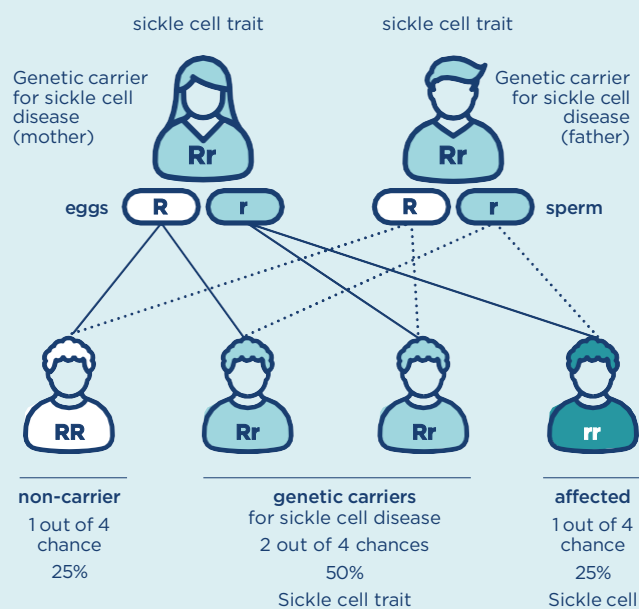 sickle cell trait
sickle cell trait
Genetic carrier
for sickle cell
disease
(mother)
Genetic carrier
for sickle cell
disease
(father)
Rr
Rr
eggs
R
r
R
r
sperm
RR
Rr
Rr
rr
non-carrier
1 out of 4
chance
25%
genetic carriers
for sickle cell disease
2 out of 4 chances
50%
Sickle cell trait
affected
1 out of 4
chance
25%
Sickle cell